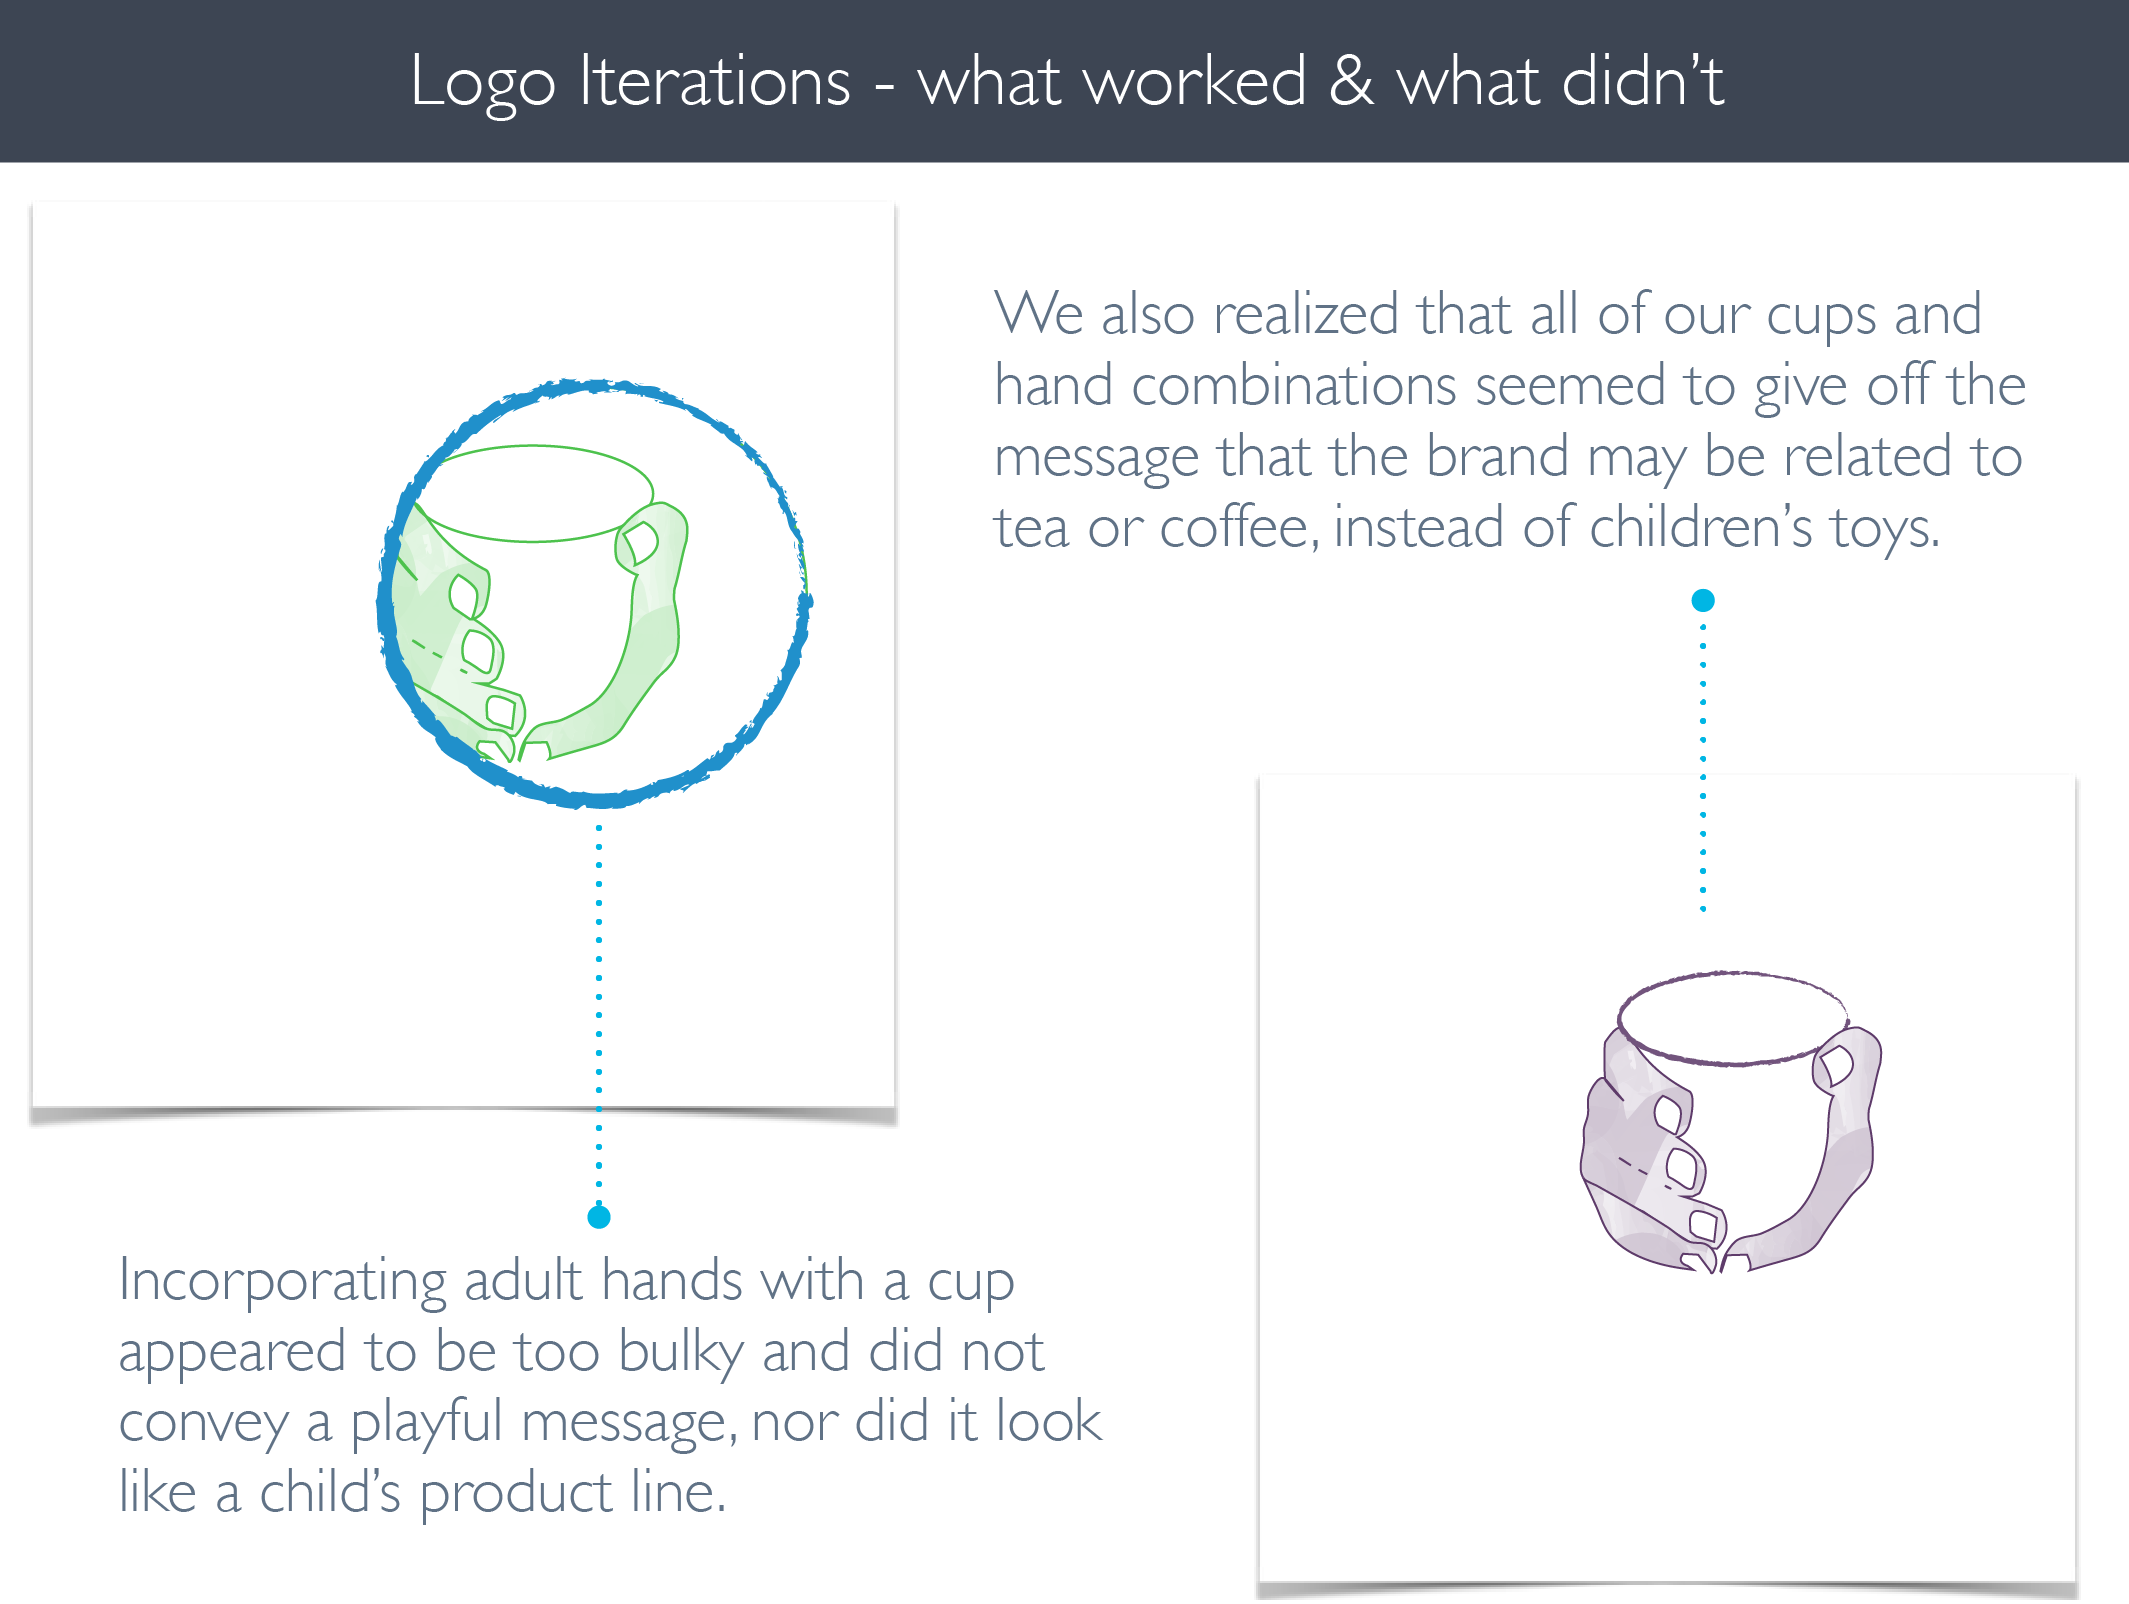 Logo Iterations - what worked & what didn’t
We also realized that all of our cups and
hand combinations seemed to give off the
message that the brand may be related to
tea or coffee, instead of children’s toys.
Incorporating adult hands with a cup
appeared to be too bulky and did not
convey a playful message, nor did it look
like a child’s product line.